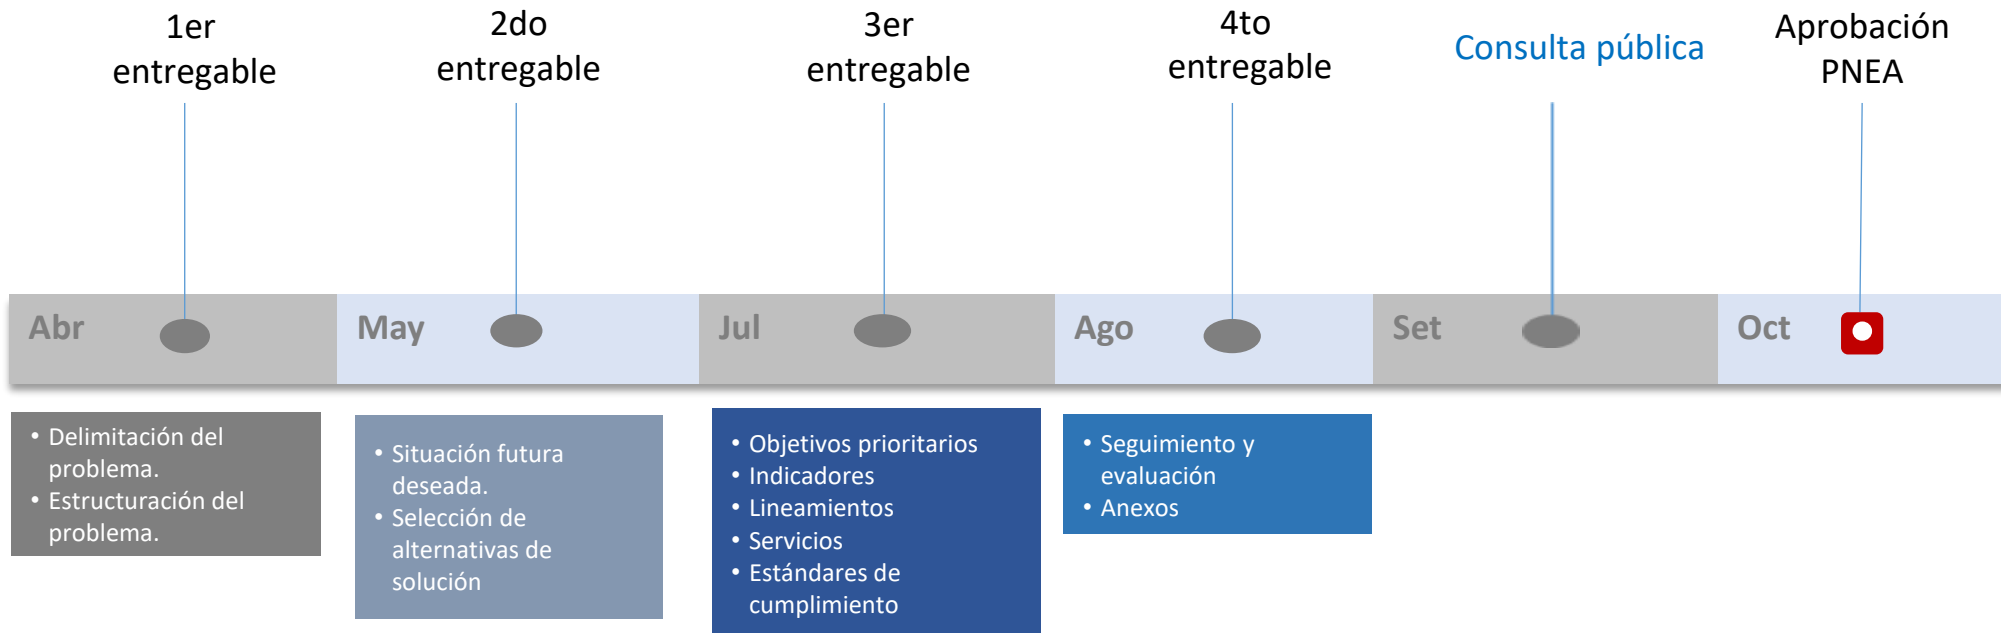 1er
entregable
2do
entregable
3er
entregable
4to
entregable
Consulta pública
Aprobación
PNEA
Abr
May
Jul
Ago
Set
Oct
• Delimitación del
problema.
• Estructuración del
problema.
• Situación futura
deseada.
• Selección de
alternativas de
solución
• Objetivos prioritarios
• Indicadores
• Lineamientos
• Servicios
• Estándares de
cumplimiento
• Seguimiento y
evaluación
• Anexos